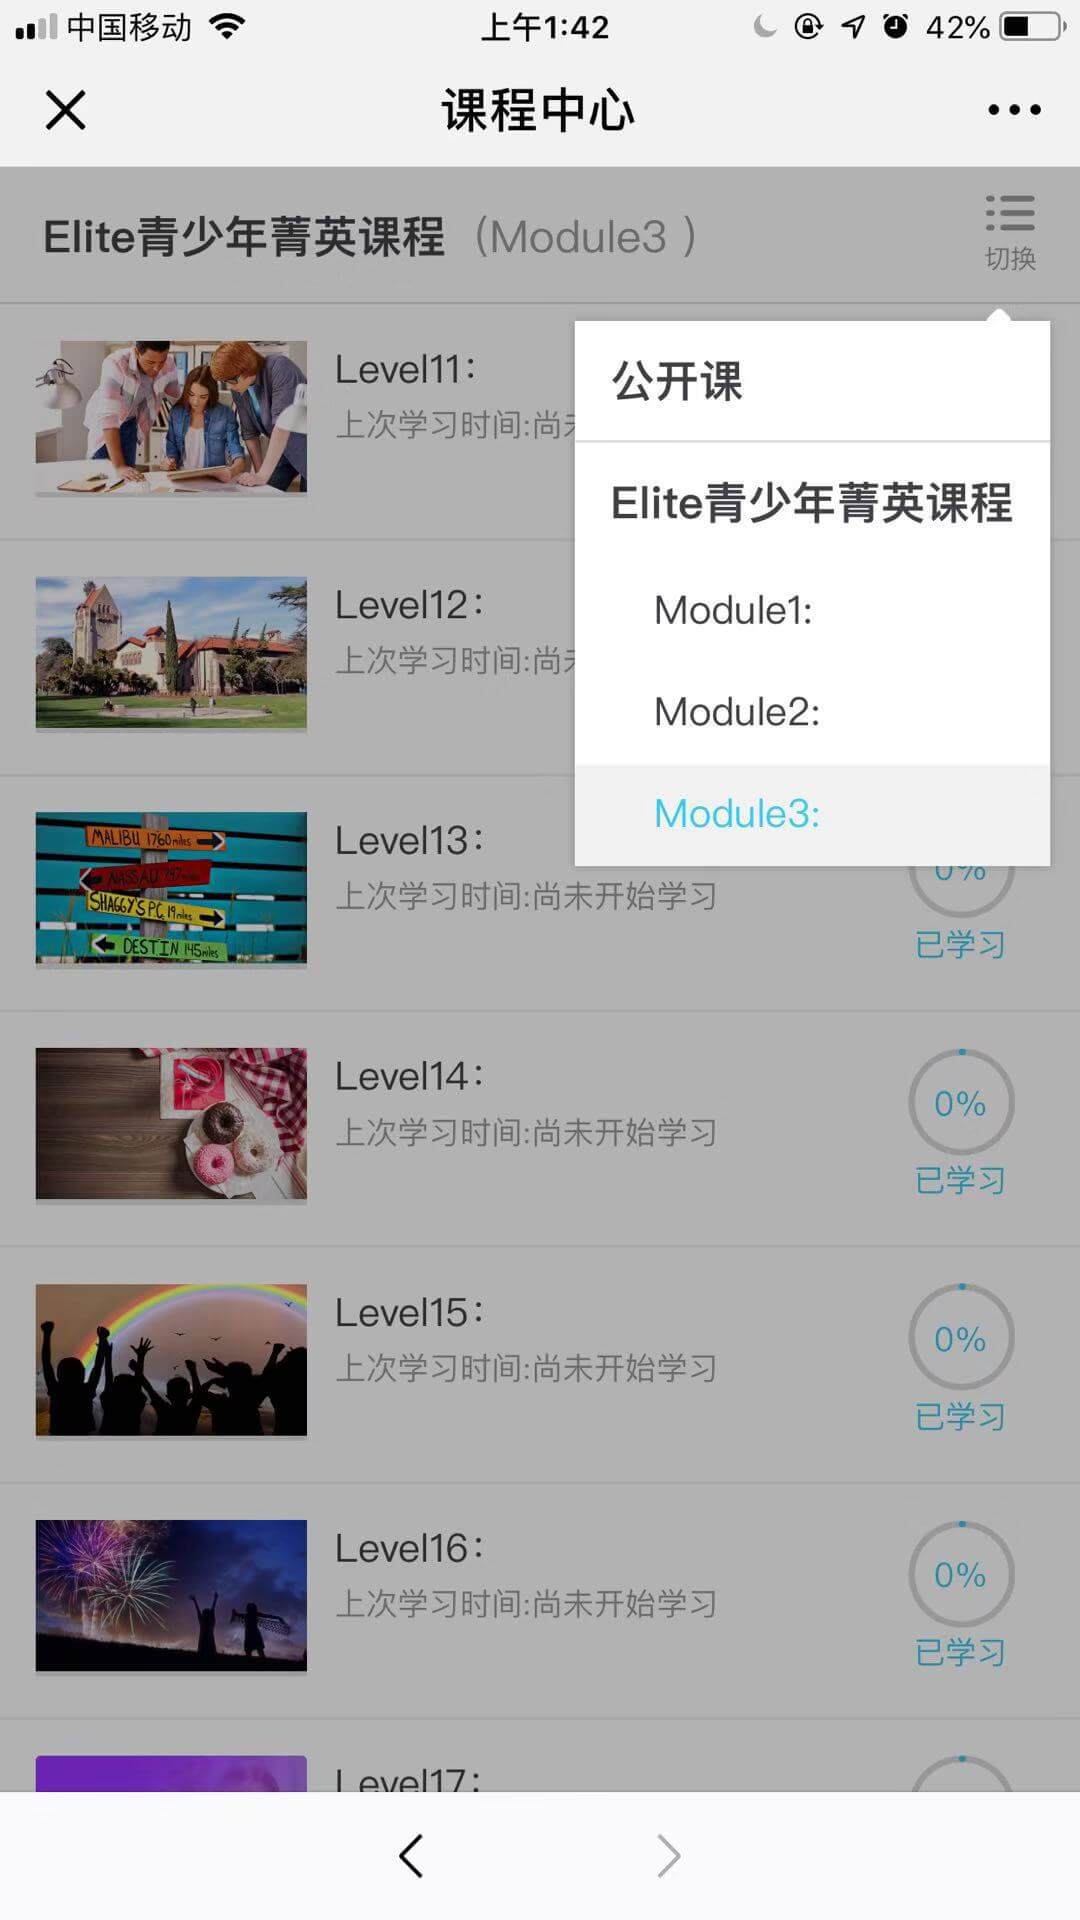 中国移动
上午1:42
42%
课程中心
Elite青少年菁英课程（Module3 ）
切换
公开课
Elite青少年菁英课程
Module1:
Module2:
Module3:
Level11：
上次学习时间:尚
Level12：
上次学习时间:尚
MALIBU 1760 miles
NASSAU
SHAGGY'S P.C. 19 miles
DESTIN 145 miles
Level13：
上次学习时间:尚未开始学习
0%
已学习
Level14：
上次学习时间:尚未开始学习
0%
已学习
Level15：
上次学习时间:尚未开始学习
0%
已学习
Level16：
上次学习时间:尚未开始学习
0%
已学习
Level17：